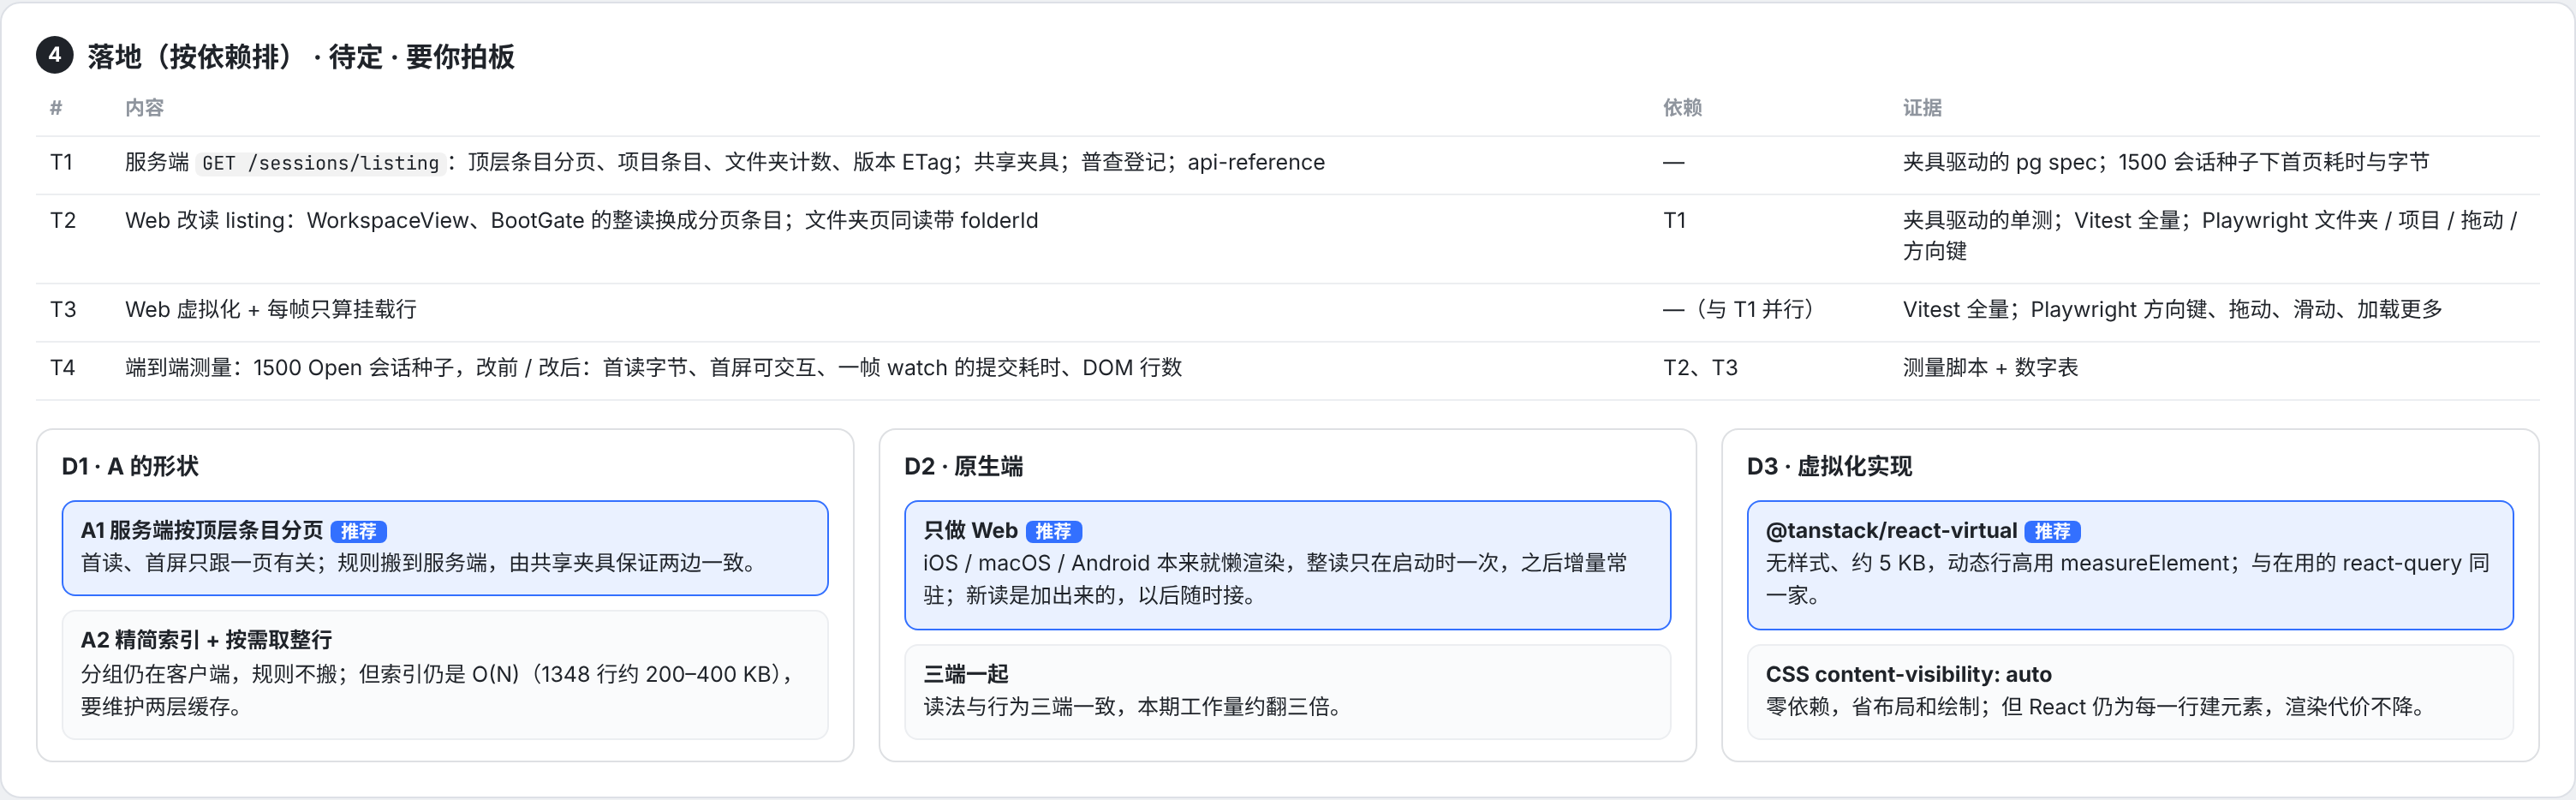 4 落地（按依赖排） · 待定 · 要你拍板
# 内容 依赖 证据
T1 服务端 GET /sessions/listing：顶层条目分页、项目条目、文件夹计数、版本 ETag；共享夹具；普查登记；api-reference — 夹具驱动的 pg spec；1500 会话种子下首页耗时与字节
T2 Web 改读 listing：WorkspaceView、BootGate 的整读换成分页条目；文件夹页同读带 folderId T1 夹具驱动的单测；Vitest 全量；Playwright 文件夹 / 项目 / 拖动 /
方向键
T3 Web 虚拟化 + 每帧只算挂载行 —（与 T1 并行） Vitest 全量；Playwright 方向键、拖动、滑动、加载更多
T4 端到端测量：1500 Open 会话种子，改前 / 改后：首读字节、首屏可交互、一帧 watch 的提交耗时、DOM 行数 T2、T3 测量脚本 + 数字表
D1 · A 的形状
A1 服务端按顶层条目分页 推荐
首读、首屏只跟一页有关；规则搬到服务端，由共享夹具保证两边一致。
A2 精简索引 + 按需取整行
分组仍在客户端，规则不搬；但索引仍是 O(N)（1348 行约 200–400 KB），
要维护两层缓存。
D2 · 原生端
只做 Web 推荐
iOS / macOS / Android 本来就懒渲染，整读只在启动时一次，之后增量常
驻；新读是加出来的，以后随时接。
三端一起
读法与行为三端一致，本期工作量约翻三倍。
D3 · 虚拟化实现
@tanstack/react-virtual 推荐
无样式、约 5 KB，动态行高用 measureElement；与在用的 react-query 同
一家。
CSS content-visibility: auto
零依赖，省布局和绘制；但 React 仍为每一行建元素，渲染代价不降。